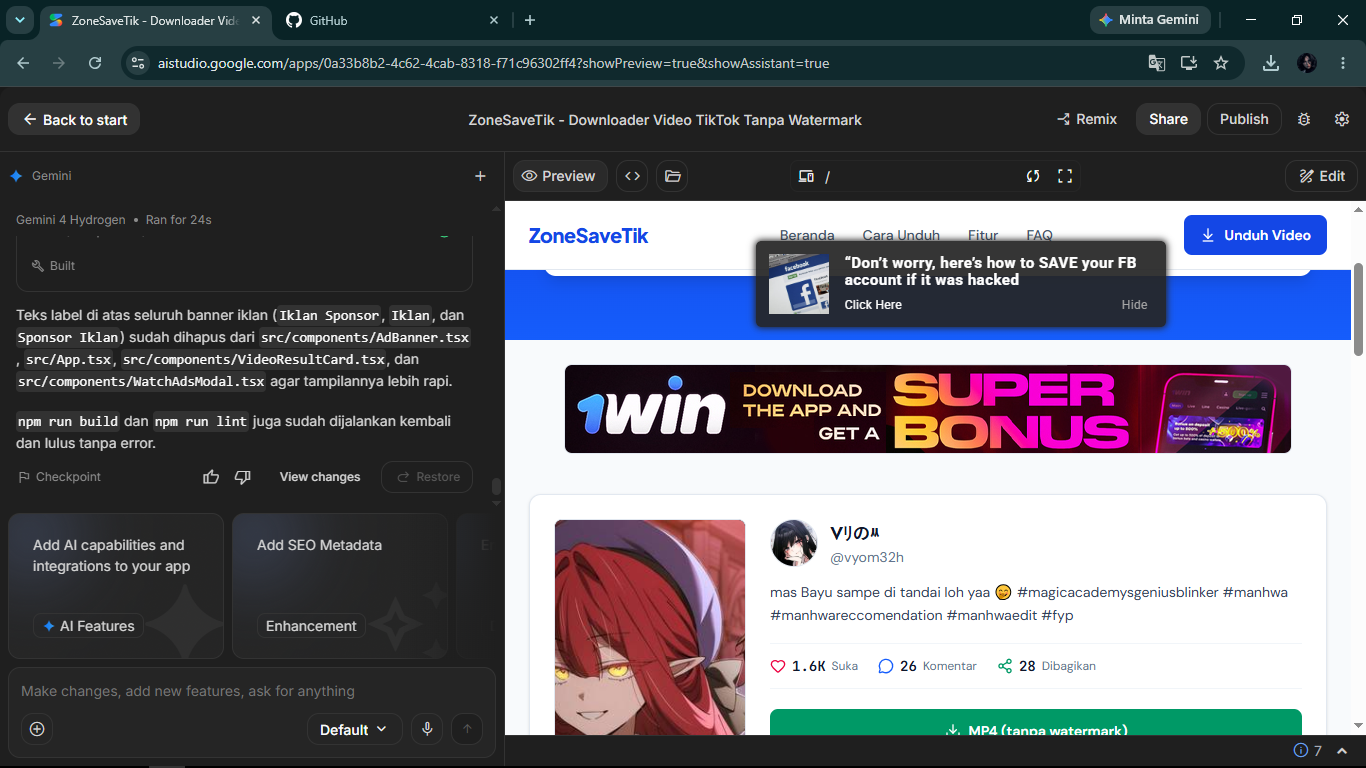 ZoneSaveTik - Downloader Vide
GitHub
Minta Gemini
aistudio.google.com/apps/0a33b8b2-4c62-4cab-8318-f71c96302ff4?showPreview=true&showAssistant=true
Back to start
ZoneSaveTik - Downloader Video TikTok Tanpa Watermark
Remix
Share
Publish
Gemini
Preview
/
Edit
Gemini 4 Hydrogen • Ran for 24s
Built
Teks label di atas seluruh banner iklan (Iklan Sponsor, Iklan, dan
Sponsor Iklan) sudah dihapus dari src/components/AdBanner.tsx
, src/App.tsx, src/components/VideoResultCard.tsx, dan
src/components/WatchAdsModal.tsx agar tampilannya lebih rapi.
npm run build dan npm run lint juga sudah dijalankan kembali
dan lulus tanpa error.
Checkpoint
View changes
Restore
Add AI capabilities and
integrations to your app
AI Features
Add SEO Metadata
Enhancement
Make changes, add new features, ask for anything
Default
ZoneSaveTik
Beranda
Cara Unduh
Fitur
FAQ
Unduh Video
facebook
“Don’t worry, here’s how to SAVE your FB
account if it was hacked
Click Here
Hide
1win
DOWNLOAD
THE APP AND
GET A
SUPER
BONUS
Vリのﾒ
@vyom32h
mas Bayu sampe di tandai loh yaa 🤭 #magicacademysgeniusblinker #manhwa
#manhwareccomendation #manhwaedit #fyp
1.6K Suka
26 Komentar
28 Dibagikan
MP4 (tanpa watermark)
7